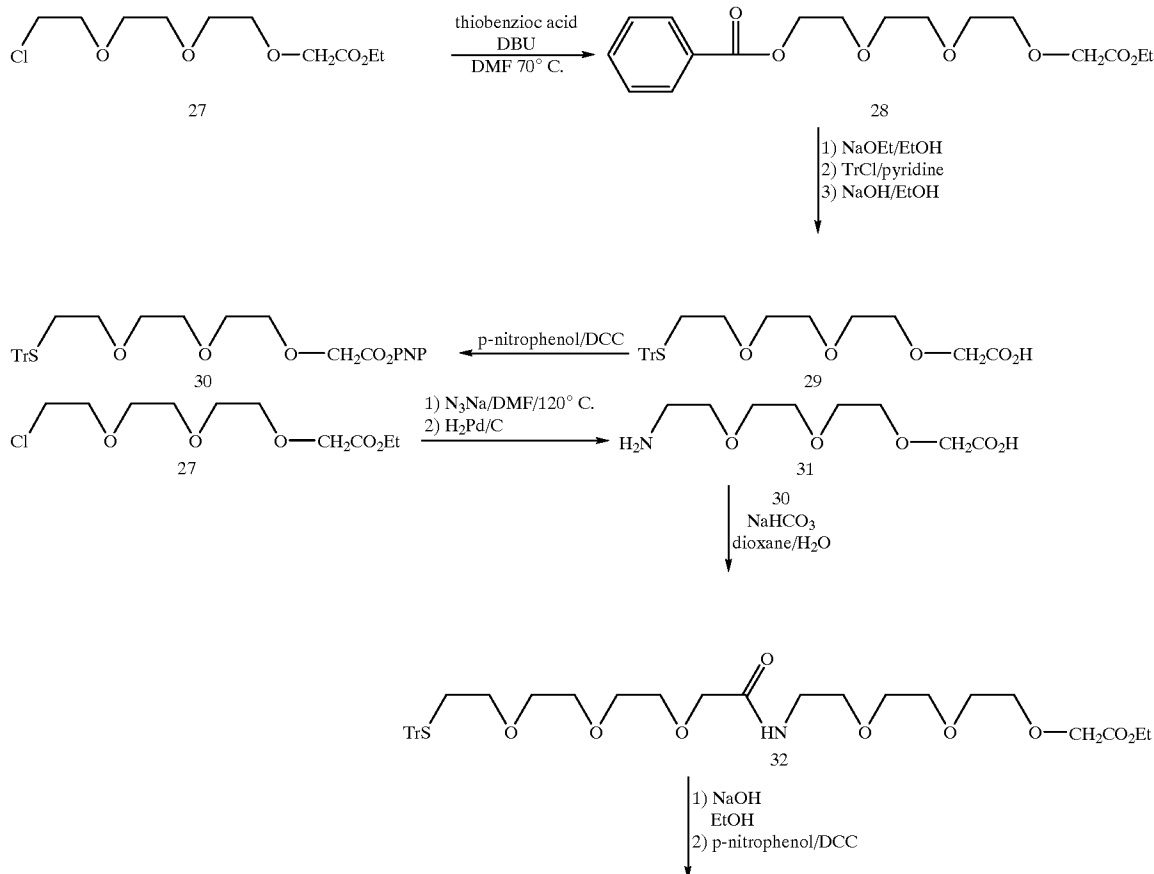 Cl O O O CH₂CO₂Et
27
thiobenzioc acid
DBU
DMF 70° C.
O O O O O CH₂CO₂Et
28
1) NaOEt/EtOH
2) TrCl/pyridine
3) NaOH/EtOH
TrS O O O CH₂CO₂PNP
30
p-nitrophenol/DCC
TrS O O O CH₂CO₂H
29
Cl O O O CH₂CO₂Et
27
1) N₃Na/DMF/120° C.
2) H₂Pd/C
H₂N O O O CH₂CO₂H
31
30
NaHCO₃
dioxane/H₂O
TrS O O O O HN O O O CH₂CO₂Et
32
1) NaOH
EtOH
2) p-nitrophenol/DCC